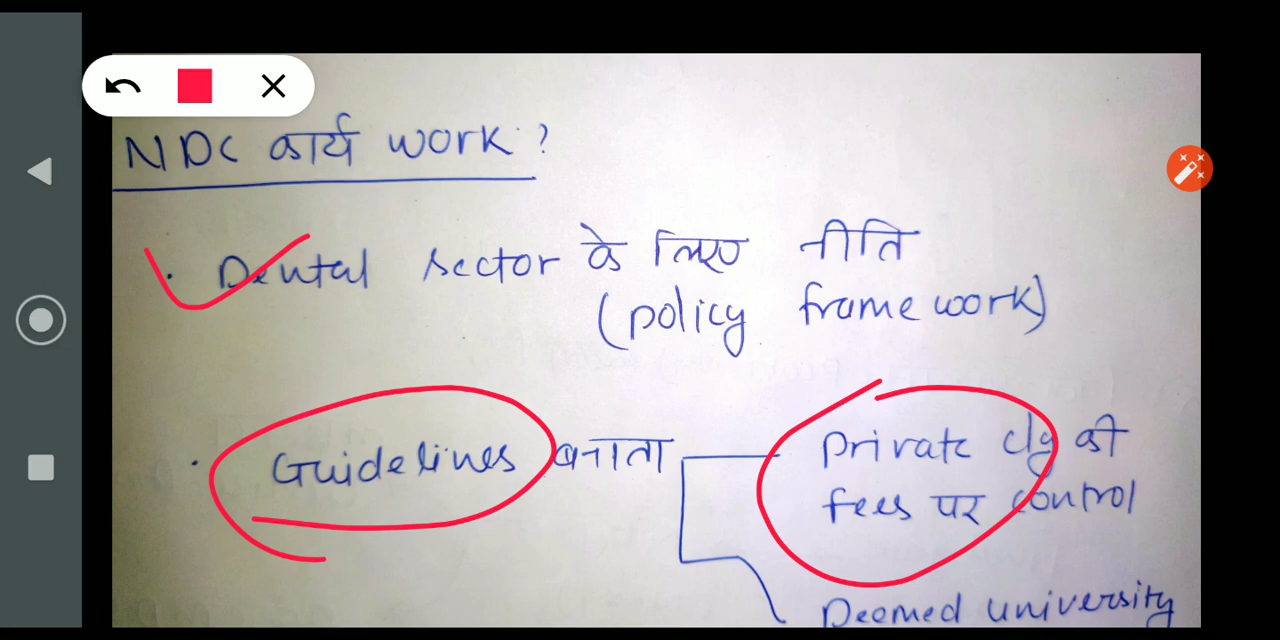 NDC कार्य work ?
· Dental sector के लिए नीति
(policy framework)
· Guidelines बनाता
Private clg की
fees पर control
Deemed university